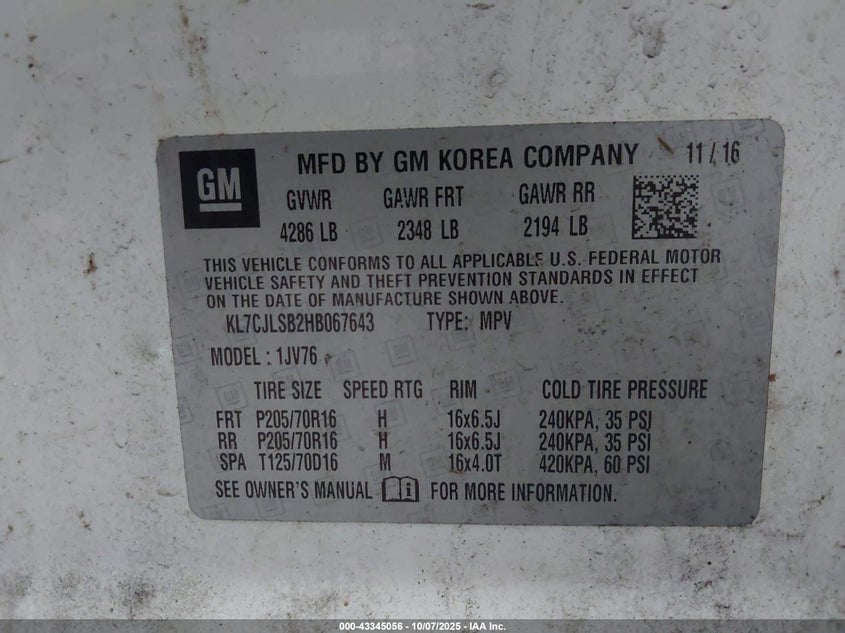 GM
MFD BY GM KOREA COMPANY 11 / 16
GVWR GAWR FRT GAWR RR
4286 LB 2348 LB 2194 LB
THIS VEHICLE CONFORMS TO ALL APPLICABLE U.S. FEDERAL MOTOR
VEHICLE SAFETY AND THEFT PREVENTION STANDARDS IN EFFECT
ON THE DATE OF MANUFACTURE SHOWN ABOVE.
KL7CJLSB2HB067643 TYPE: MPV
MODEL : 1JV76
TIRE SIZE SPEED RTG RIM COLD TIRE PRESSURE
FRT P205/70R16 H 16x6.5J 240KPA, 35 PSI
RR P205/70R16 H 16x6.5J 240KPA, 35 PSI
SPA T125/70D16 M 16x4.0T 420KPA, 60 PSI
SEE OWNER'S MANUAL FOR MORE INFORMATION.
000-43345056 - 10/07/2025 - IAA Inc.